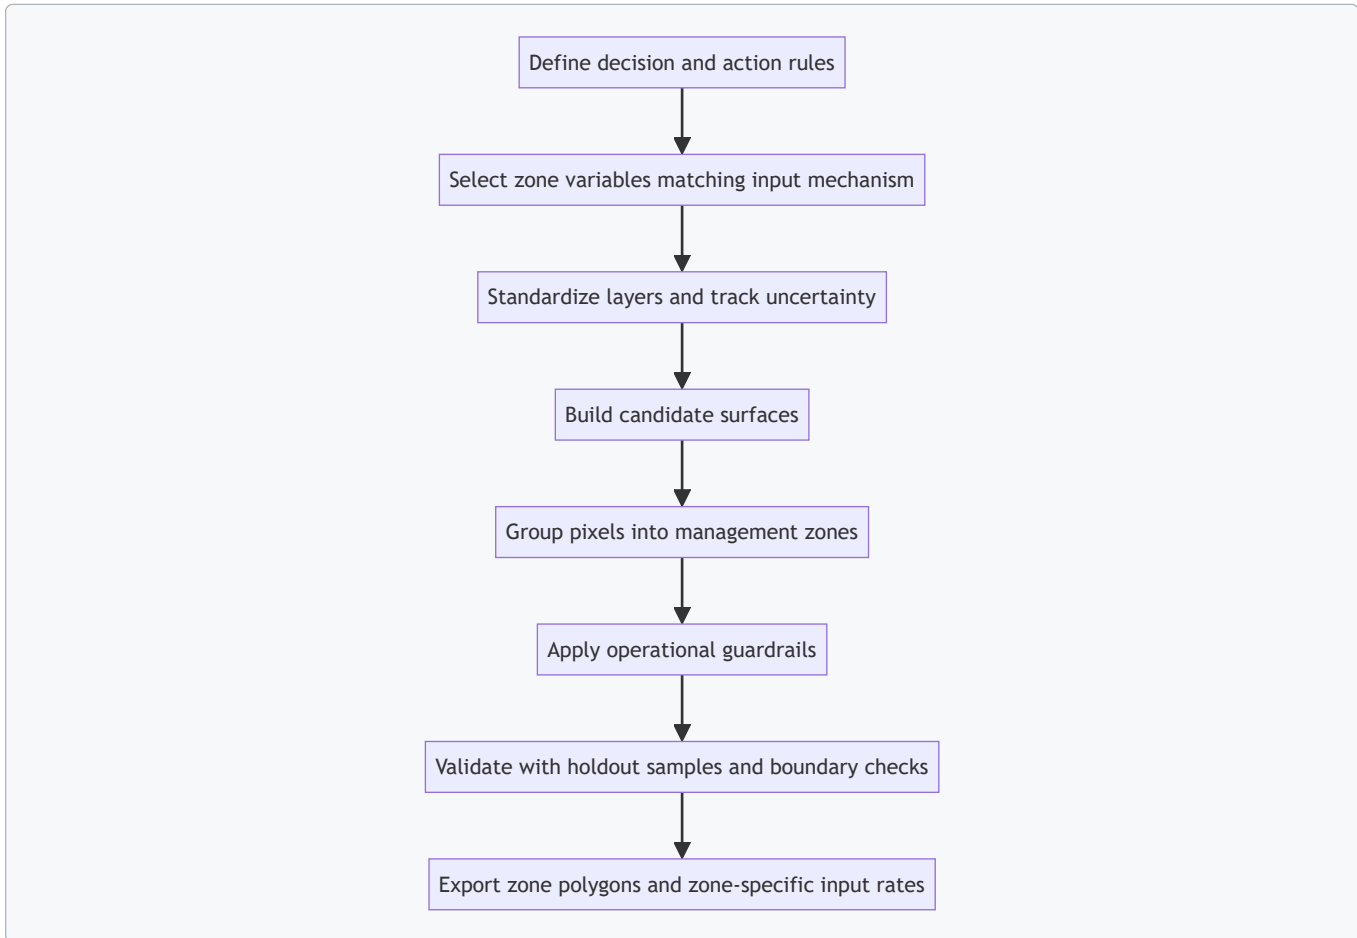 Define decision and action rules
Select zone variables matching input mechanism
Standardize layers and track uncertainty
Build candidate surfaces
Group pixels into management zones
Apply operational guardrails
Validate with holdout samples and boundary checks
Export zone polygons and zone-specific input rates